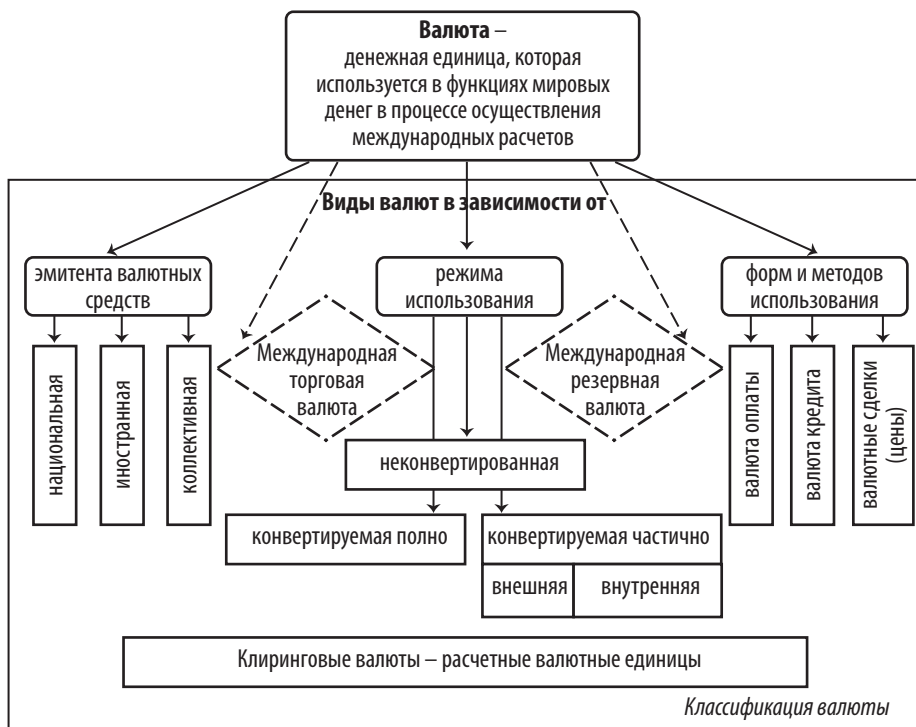 Валюта –
денежная единица, которая
используется в функциях мировых
денег в процессе осуществления
международных расчетов
Виды валют в зависимости от
эмитента валютных
средств
режима
использования
форм и методов
использования
национальная
иностранная
коллективная
Международная
торговая
валюта
Международная
резервная
валюта
валюта оплаты
валюта кредита
валютные сделки
(цены)
неконвертированная
конвертируемая полно
конвертируемая частично
внешняя
внутренняя
Клиринговые валюты – расчетные валютные единицы
Классификация валюты